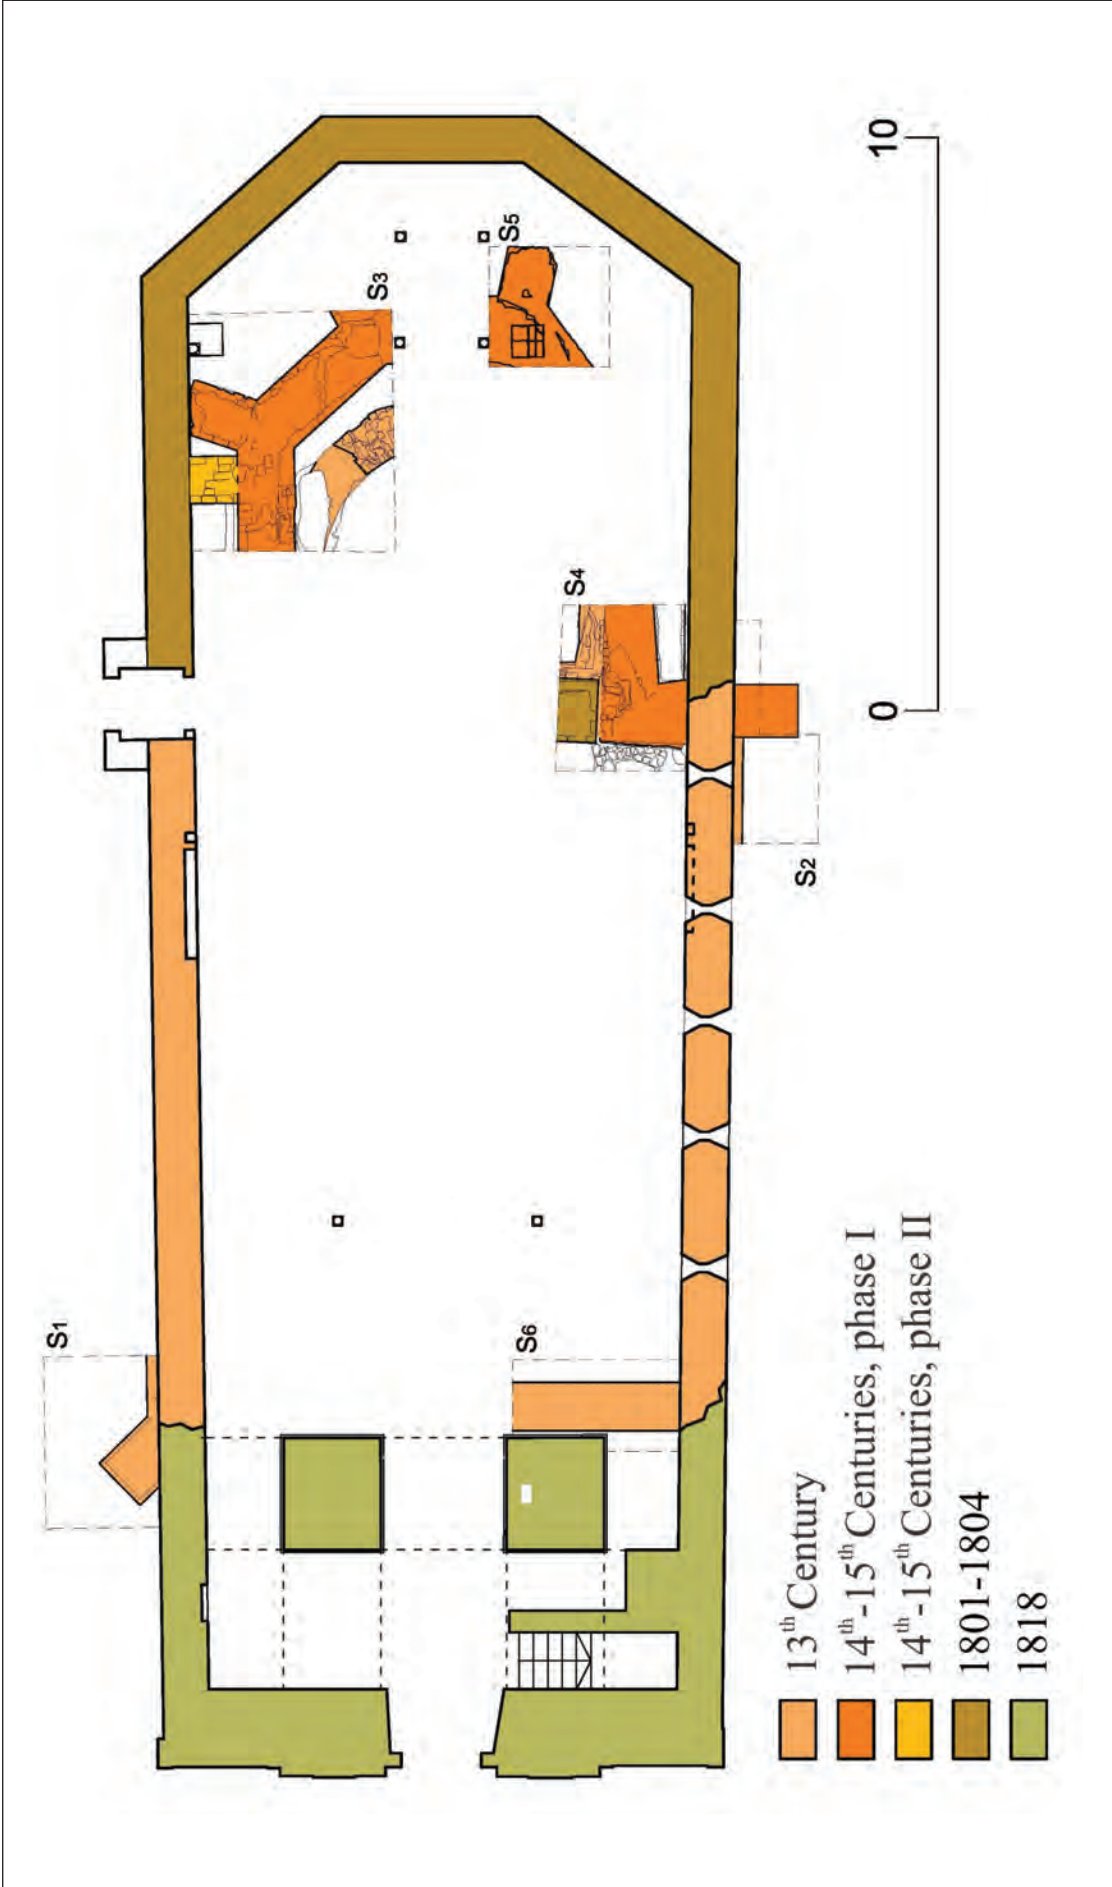 S1
S3
S5
S4
S6
S2
0
10
13th Century
14th-15th Centuries, phase I
14th-15th Centuries, phase II
1801-1804
1818